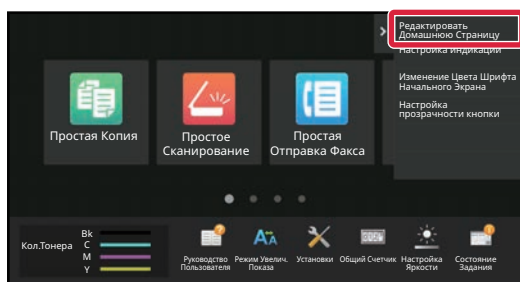 Редактировать
Домашнюю Страницу
Настройка индикации
Изменение Цвета Шрифта
Начального Экрана
Настройка
прозрачности кнопки
Простая Копия
Простое
Сканирование
Простая
Отправка Факса
Кол.Тонера
Bk
C
M
Y
Руководство
Пользователя
Режим Увелич.
Показа
Установки
Общий Счетчик
Настройка
Яркости
Состояние
Задания